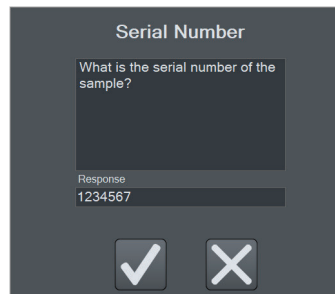 Serial Number
What is the serial number of the
sample?
Response
1234567